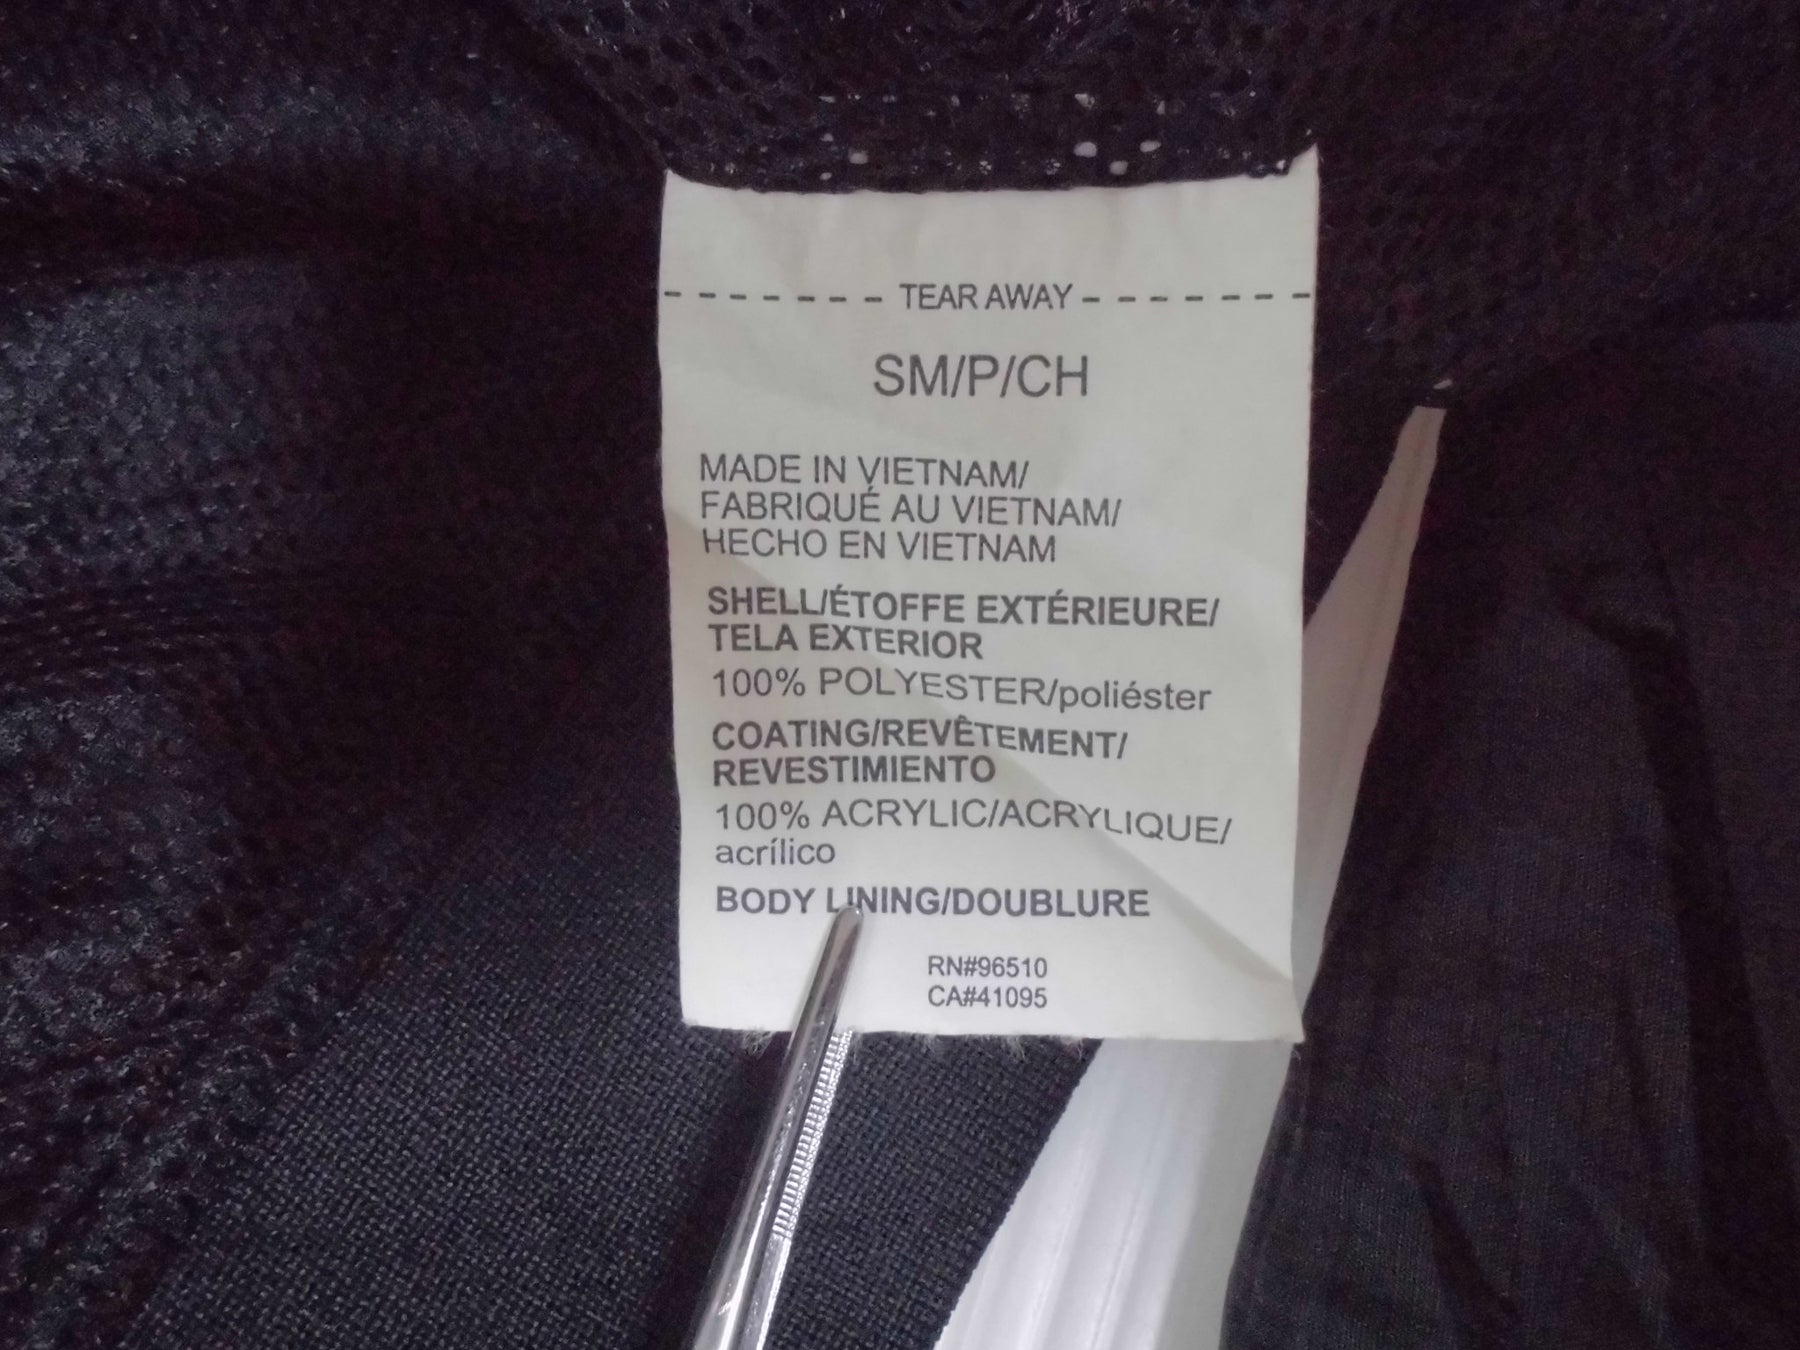 TEAR AWAY
SM/P/CH
MADE IN VIETNAM/
FABRIQUÉ AU VIETNAM/
HECHO EN VIETNAM
SHELL/ÉTOFFE EXTÉRIEURE/
TELA EXTERIOR
100% POLYESTER/poliéster
COATING/REVÊTEMENT/
REVESTIMIENTO
100% ACRYLIC/ACRYLIQUE/
acrílico
BODY LINING/DOUBLURE
RN#96510
CA#41095